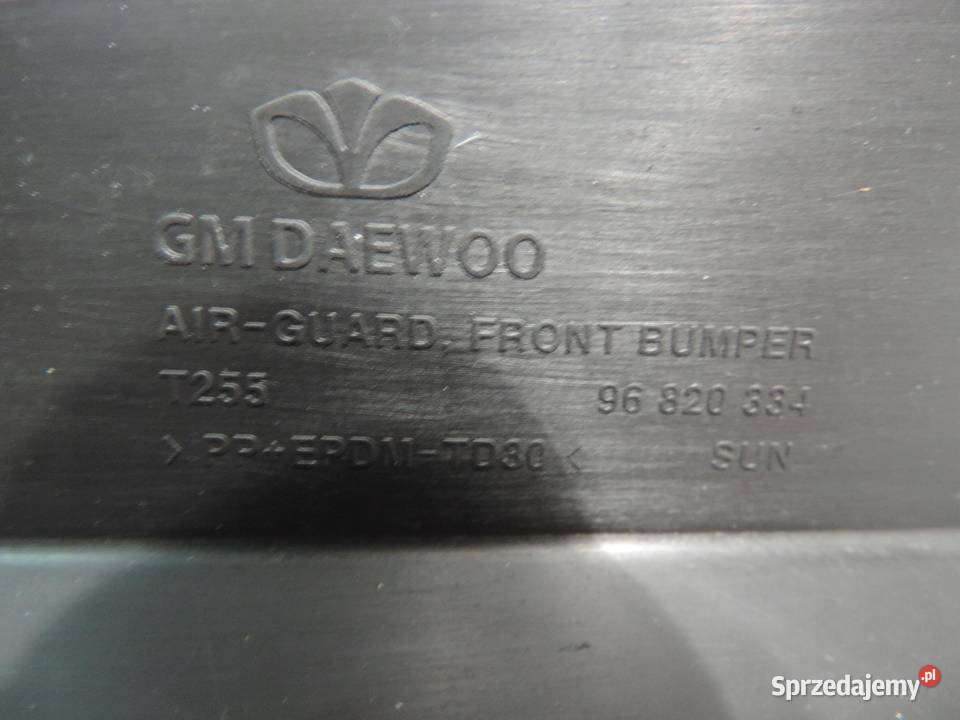 GM DAEWOO
AIR-GUARD, FRONT BUMPER
T255 96 820 334
>PP+EPDM-TD30< SUN
Sprzedajemy.pl